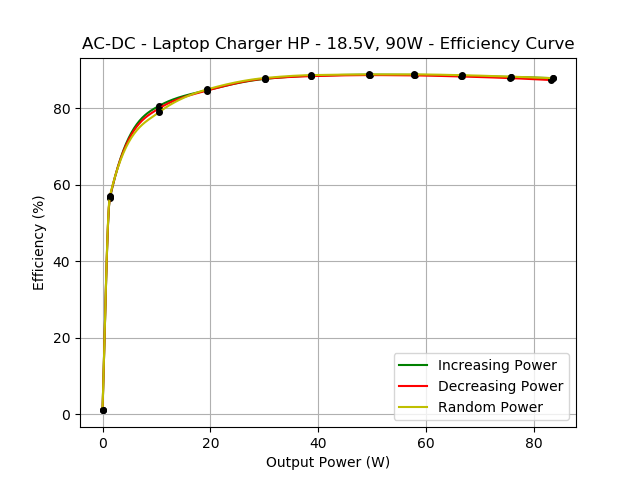 AC-DC - Laptop Charger HP - 18.5V, 90W - Efficiency Curve
80
60
40
20
0
Efficiency (%)
Increasing Power
Decreasing Power
Random Power
0 20 40 60 80
Output Power (W)